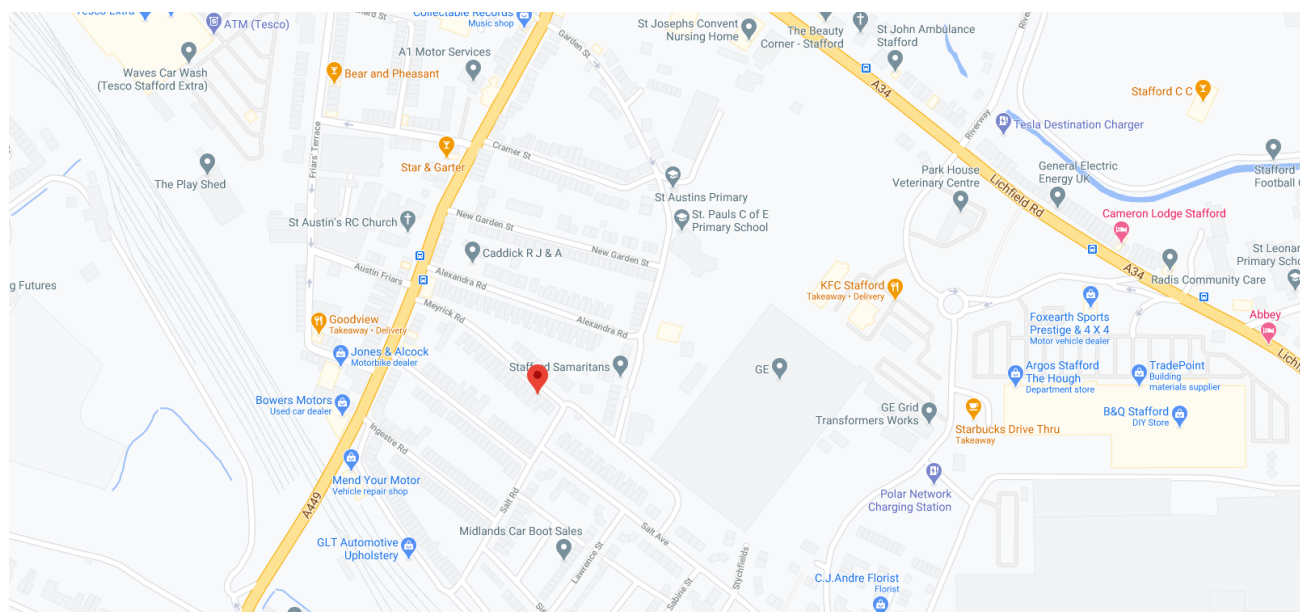 Tesco Extra
ATM (Tesco)
Collectable Records
Music shop
Garden St
St Josephs Convent
Nursing Home
The Beauty
Corner - Stafford
St John Ambulance
Stafford
Riverway
A1 Motor Services
Waves Car Wash
(Tesco Stafford Extra)
Bear and Pheasant
A34
Stafford C C
Tesla Destination Charger
Friars' Terrace
Cramer St
Star & Garter
The Play Shed
Riverway
Stafford
Football
St Austins Primary
Park House
Veterinary Centre
General Electric
Energy UK
Lichfield Rd
St Austin's RC Church
New Garden St
St. Pauls C of E
Primary School
Cameron Lodge Stafford
Caddick R J & A
New Garden St
St Leonar
Primary Scho
Austin Friars
Alexandra Rd
A34
Radis Community Care
g Futures
KFC Stafford
Takeaway • Delivery
Meyrick Rd
Goodview
Takeaway • Delivery
Alexandra Rd
Foxearth Sports
Prestige & 4 X 4
Motor vehicle dealer
Abbey
Jones & Alcock
Motorbike dealer
Stafford Samaritans
GE
Argos Stafford
The Hough
Department store
TradePoint
Building
materials supplier
Lichfield
Bowers Motors
Used car dealer
GE Grid
Transformers Works
Starbucks Drive Thru
Takeaway
B&Q Stafford
DIY Store
Ingestre Rd
Mend Your Motor
Vehicle repair shop
A449
Salt Rd
Polar Network
Charging Station
Midlands Car Boot Sales
Salt Ave
GLT Automotive
Upholstery
Lawrence St
Sabine St
Stychfields
C.J.Andre Florist
Florist